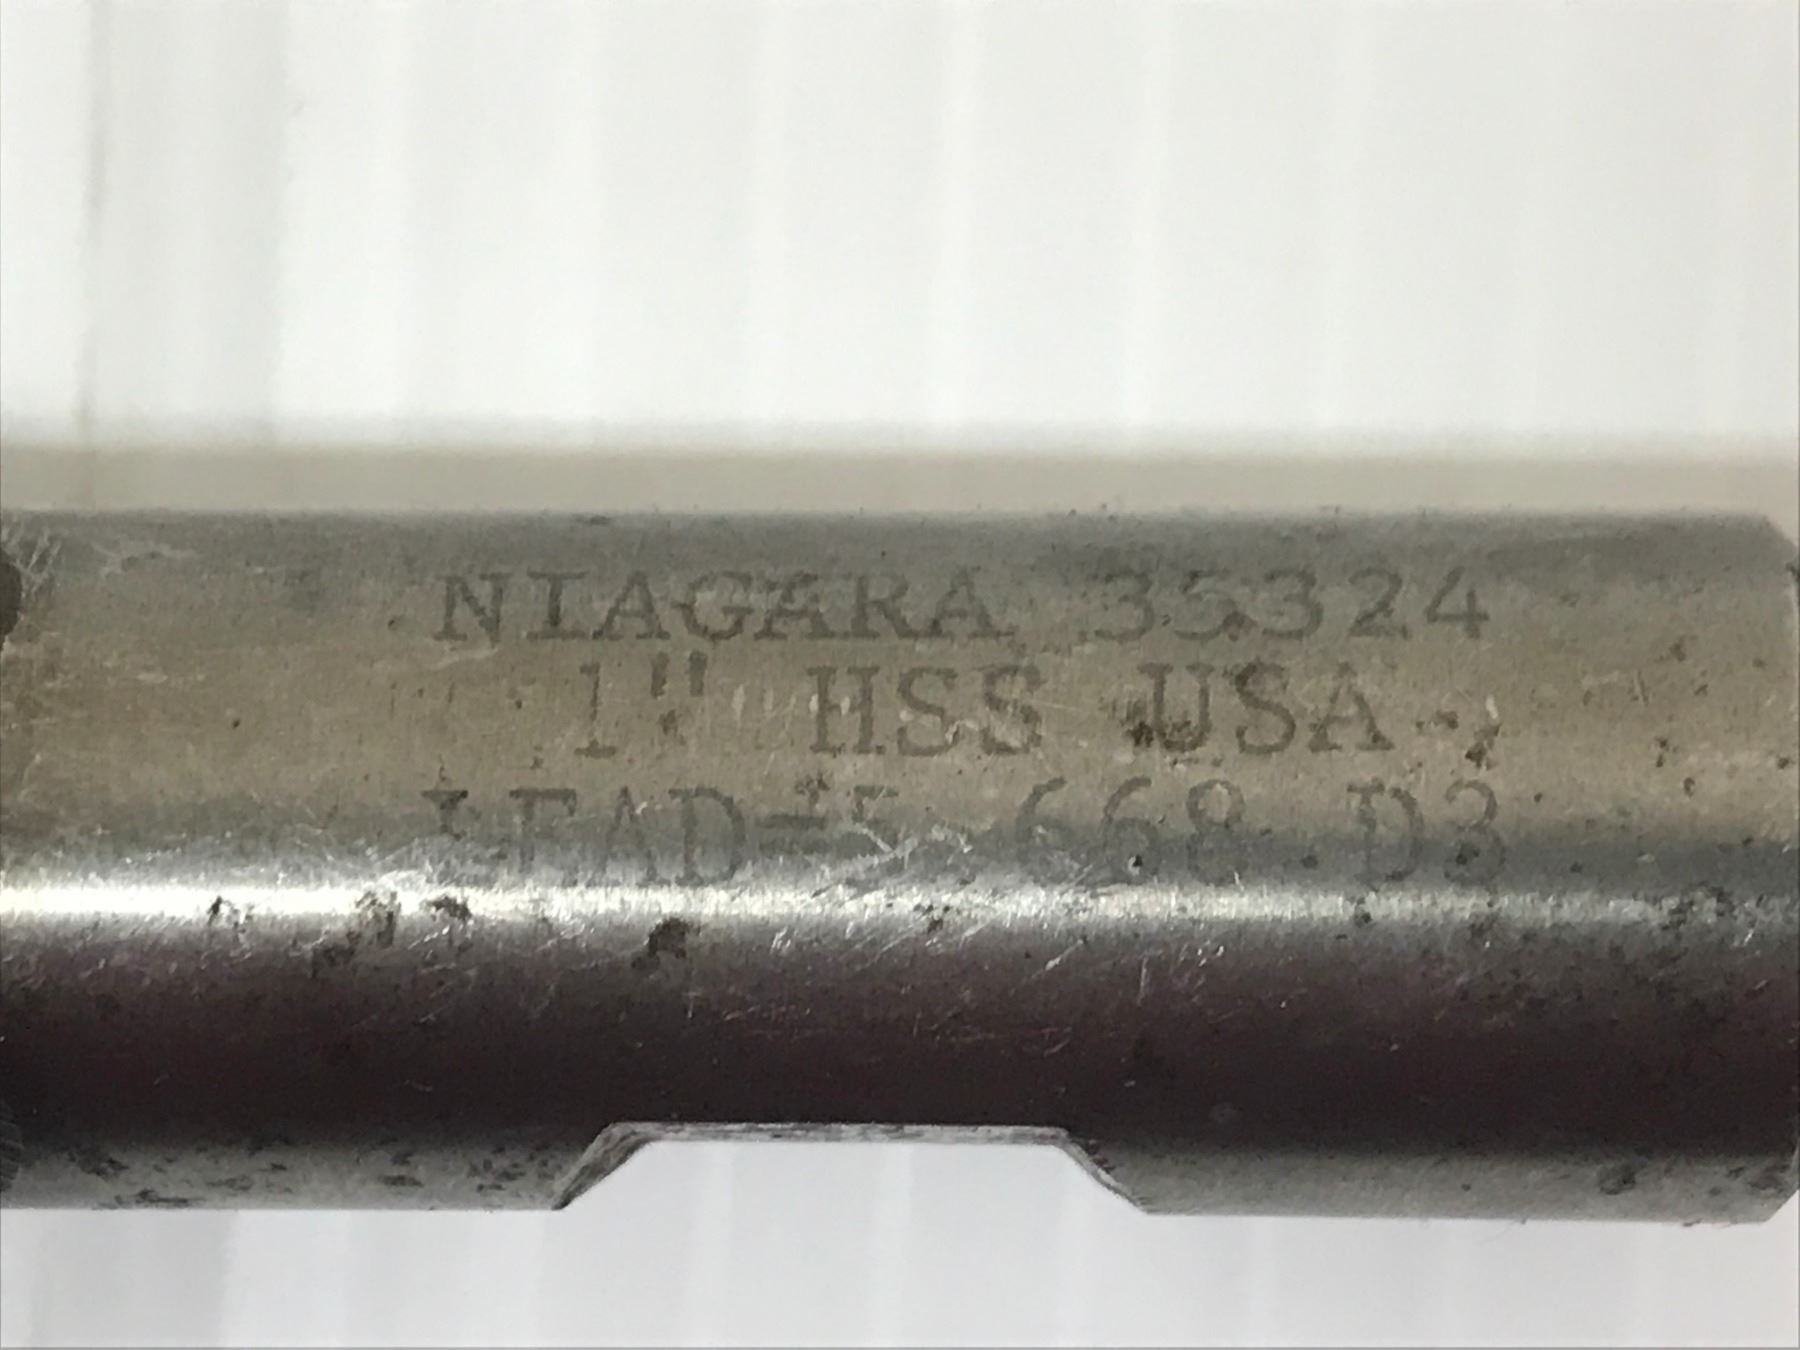 NIAGARA 35324
1" HSS USA
LEAD=5.668 D3